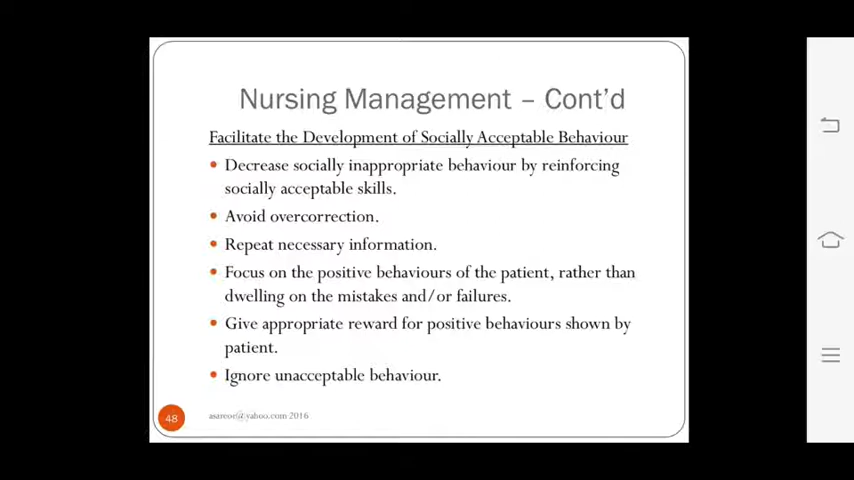 Nursing Management – Cont'd
Facilitate the Development of Socially Acceptable Behaviour
• Decrease socially inappropriate behaviour by reinforcing
socially acceptable skills.
• Avoid overcorrection.
• Repeat necessary information.
• Focus on the positive behaviours of the patient, rather than
dwelling on the mistakes and/or failures.
• Give appropriate reward for positive behaviours shown by
patient.
• Ignore unacceptable behaviour.
48
asareor@yahoo.com 2016